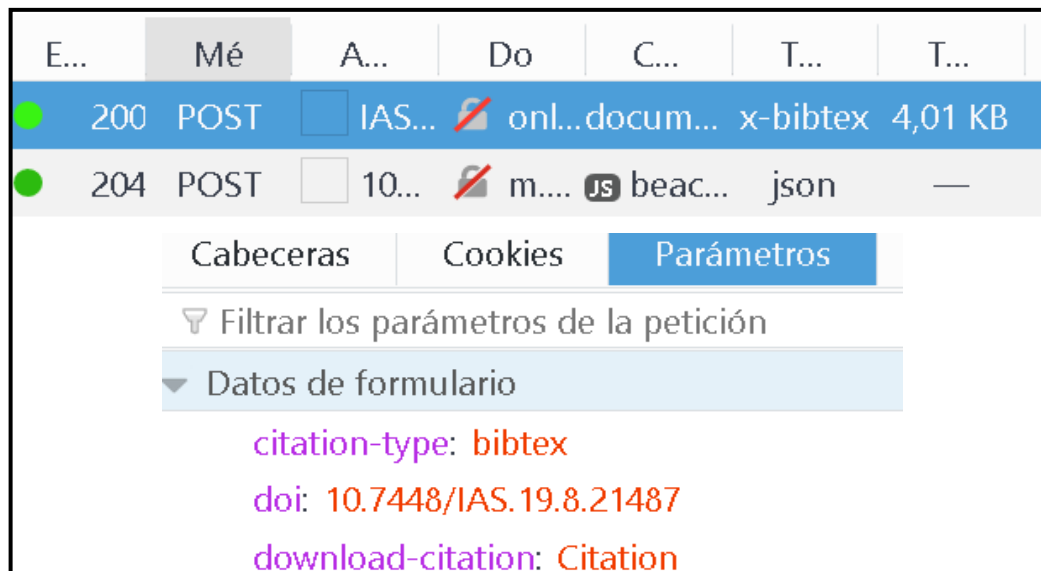 E... Mé A... Do C... T... T...
200 POST IAS... onl... docum... x-bibtex 4,01 KB
204 POST 10... m.... JS beac... json —
Cabeceras Cookies Parámetros
Filtrar los parámetros de la petición
Datos de formulario
citation-type: bibtex
doi: 10.7448/IAS.19.8.21487
download-citation: Citation